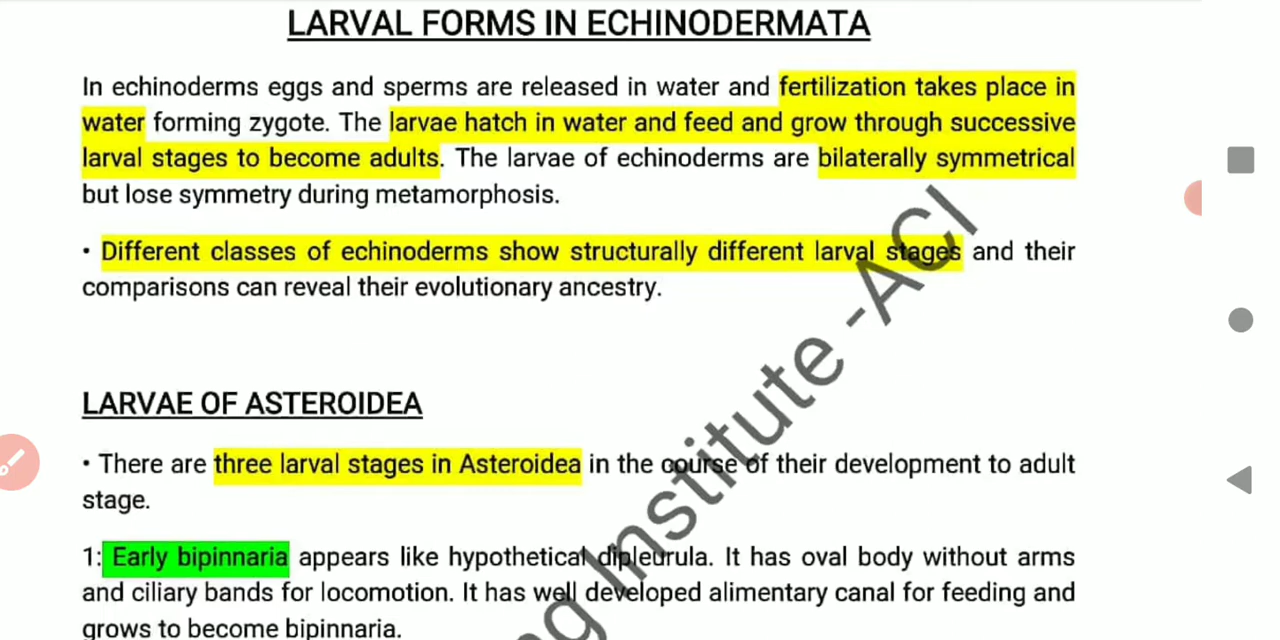 LARVAL FORMS IN ECHINODERMATA
In echinoderms eggs and sperms are released in water and fertilization takes place in
water forming zygote. The larvae hatch in water and feed and grow through successive
larval stages to become adults. The larvae of echinoderms are bilaterally symmetrical
but lose symmetry during metamorphosis.
• Different classes of echinoderms show structurally different larval stages and their
comparisons can reveal their evolutionary ancestry.
LARVAE OF ASTEROIDEA
• There are three larval stages in Asteroidea in the course of their development to adult
stage.
1: Early bipinnaria appears like hypothetical dipleurula. It has oval body without arms
and ciliary bands for locomotion. It has well developed alimentary canal for feeding and
grows to become bipinnaria.
Institute -ACI